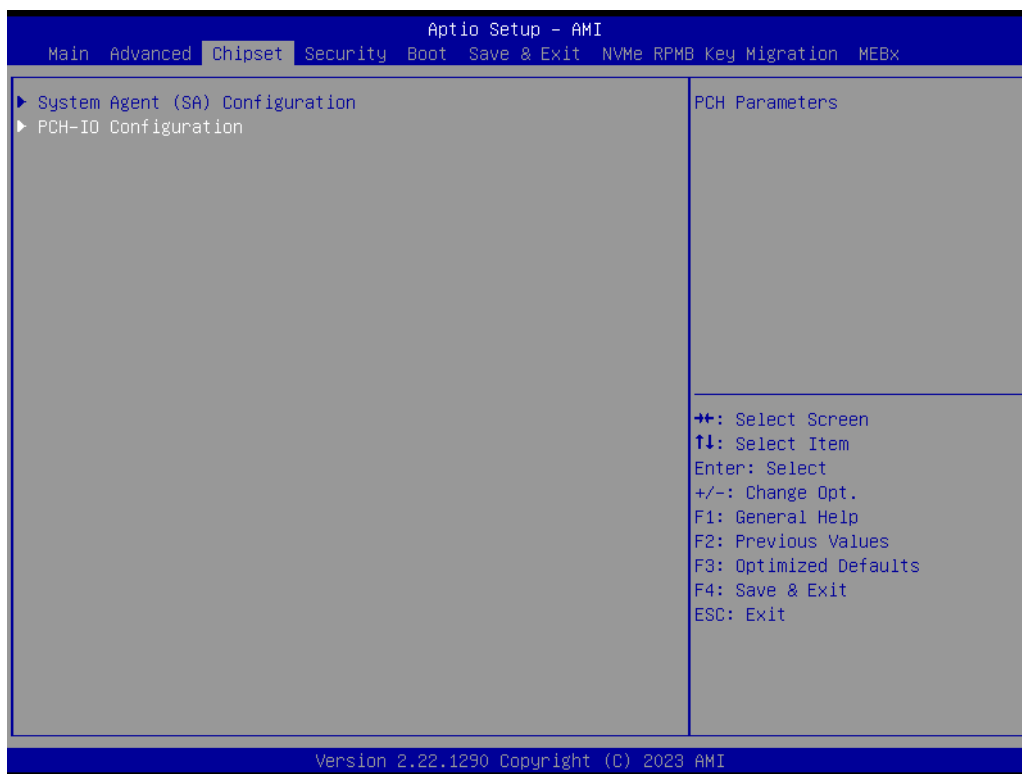 Aptio Setup – AMI
Main Advanced Chipset Security Boot Save & Exit NVMe RPMB Key Migration MEBx
▶ System Agent (SA) Configuration
▶ PCH-IO Configuration
PCH Parameters
→←: Select Screen
↑↓: Select Item
Enter: Select
+/-: Change Opt.
F1: General Help
F2: Previous Values
F3: Optimized Defaults
F4: Save & Exit
ESC: Exit
Version 2.22.1290 Copyright (C) 2023 AMI